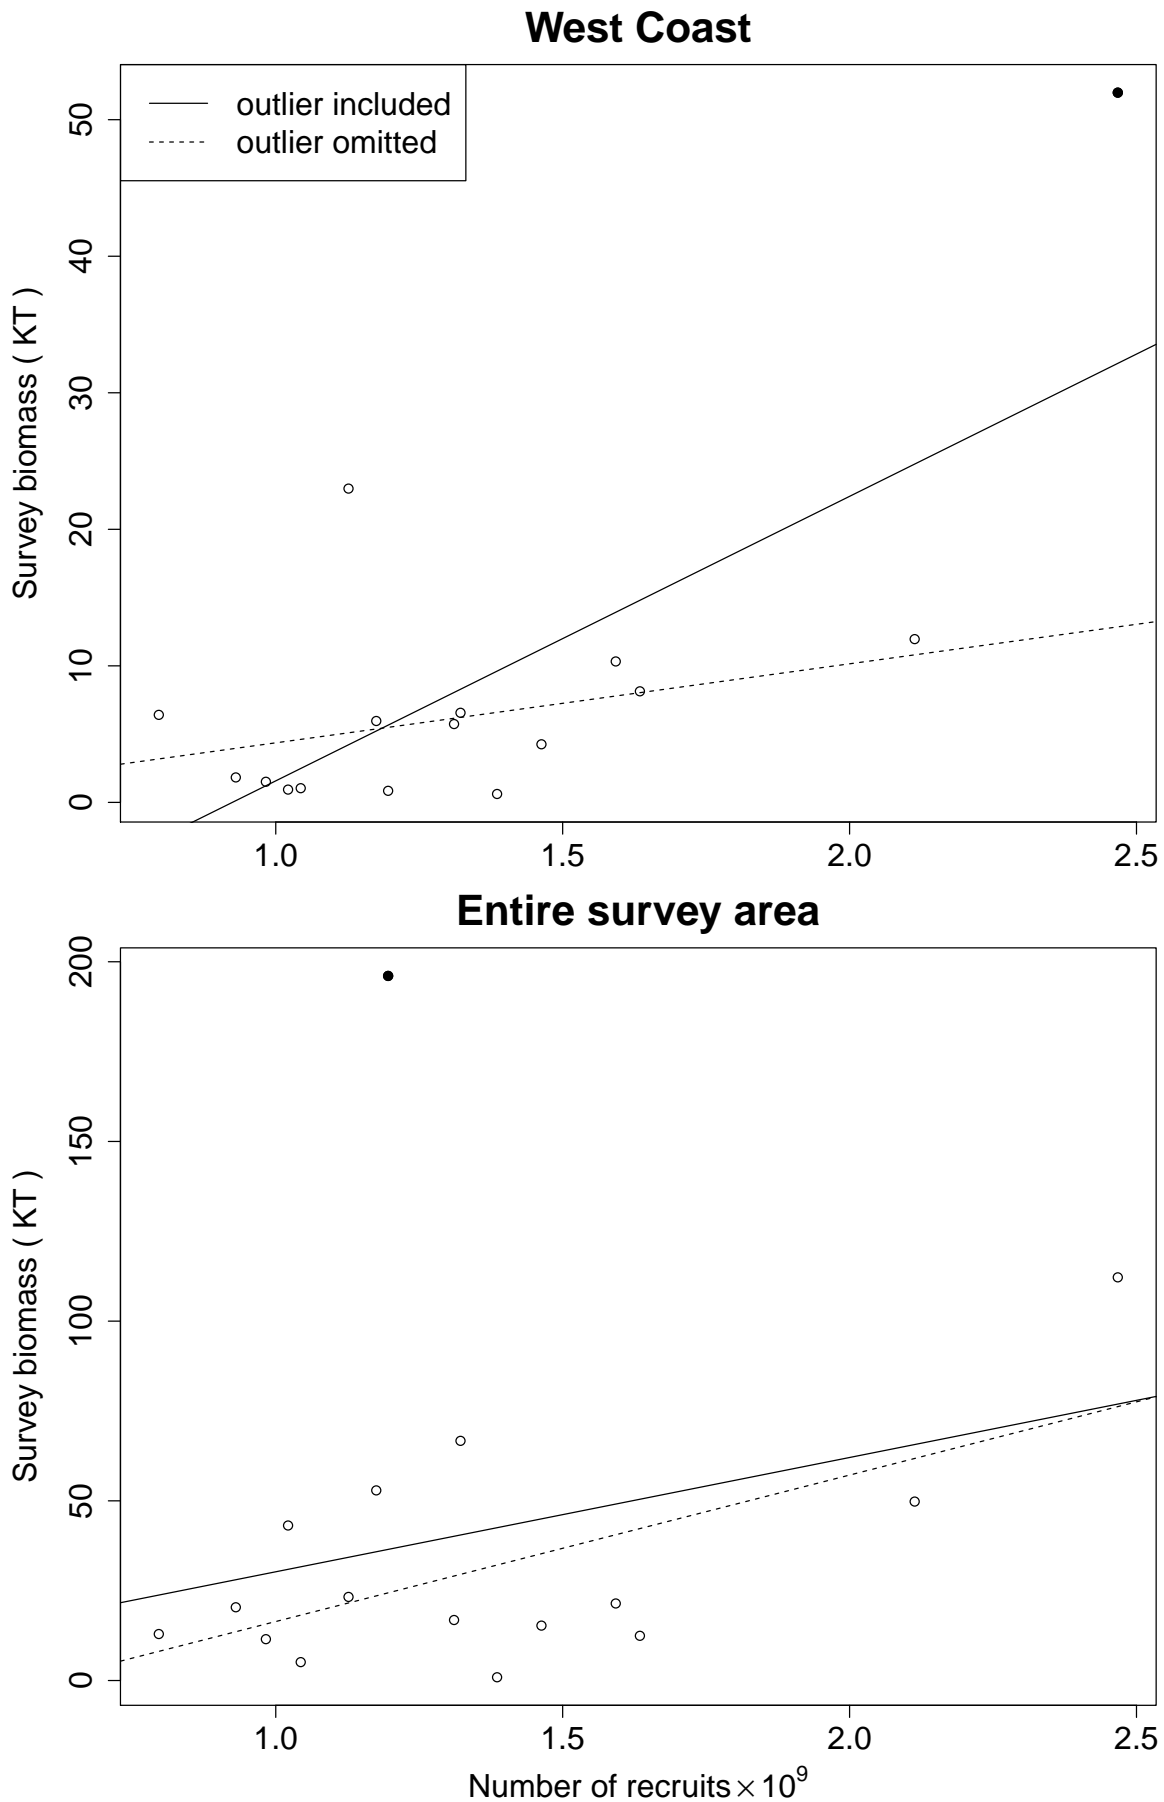 West Coast
outlier included
outlier omitted
Survey biomass ( KT )
50
40
30
20
10
0
1.0 1.5 2.0 2.5
Entire survey area
Survey biomass ( KT )
200
150
100
50
0
1.0 1.5 2.0 2.5
Number of recruits×10⁹